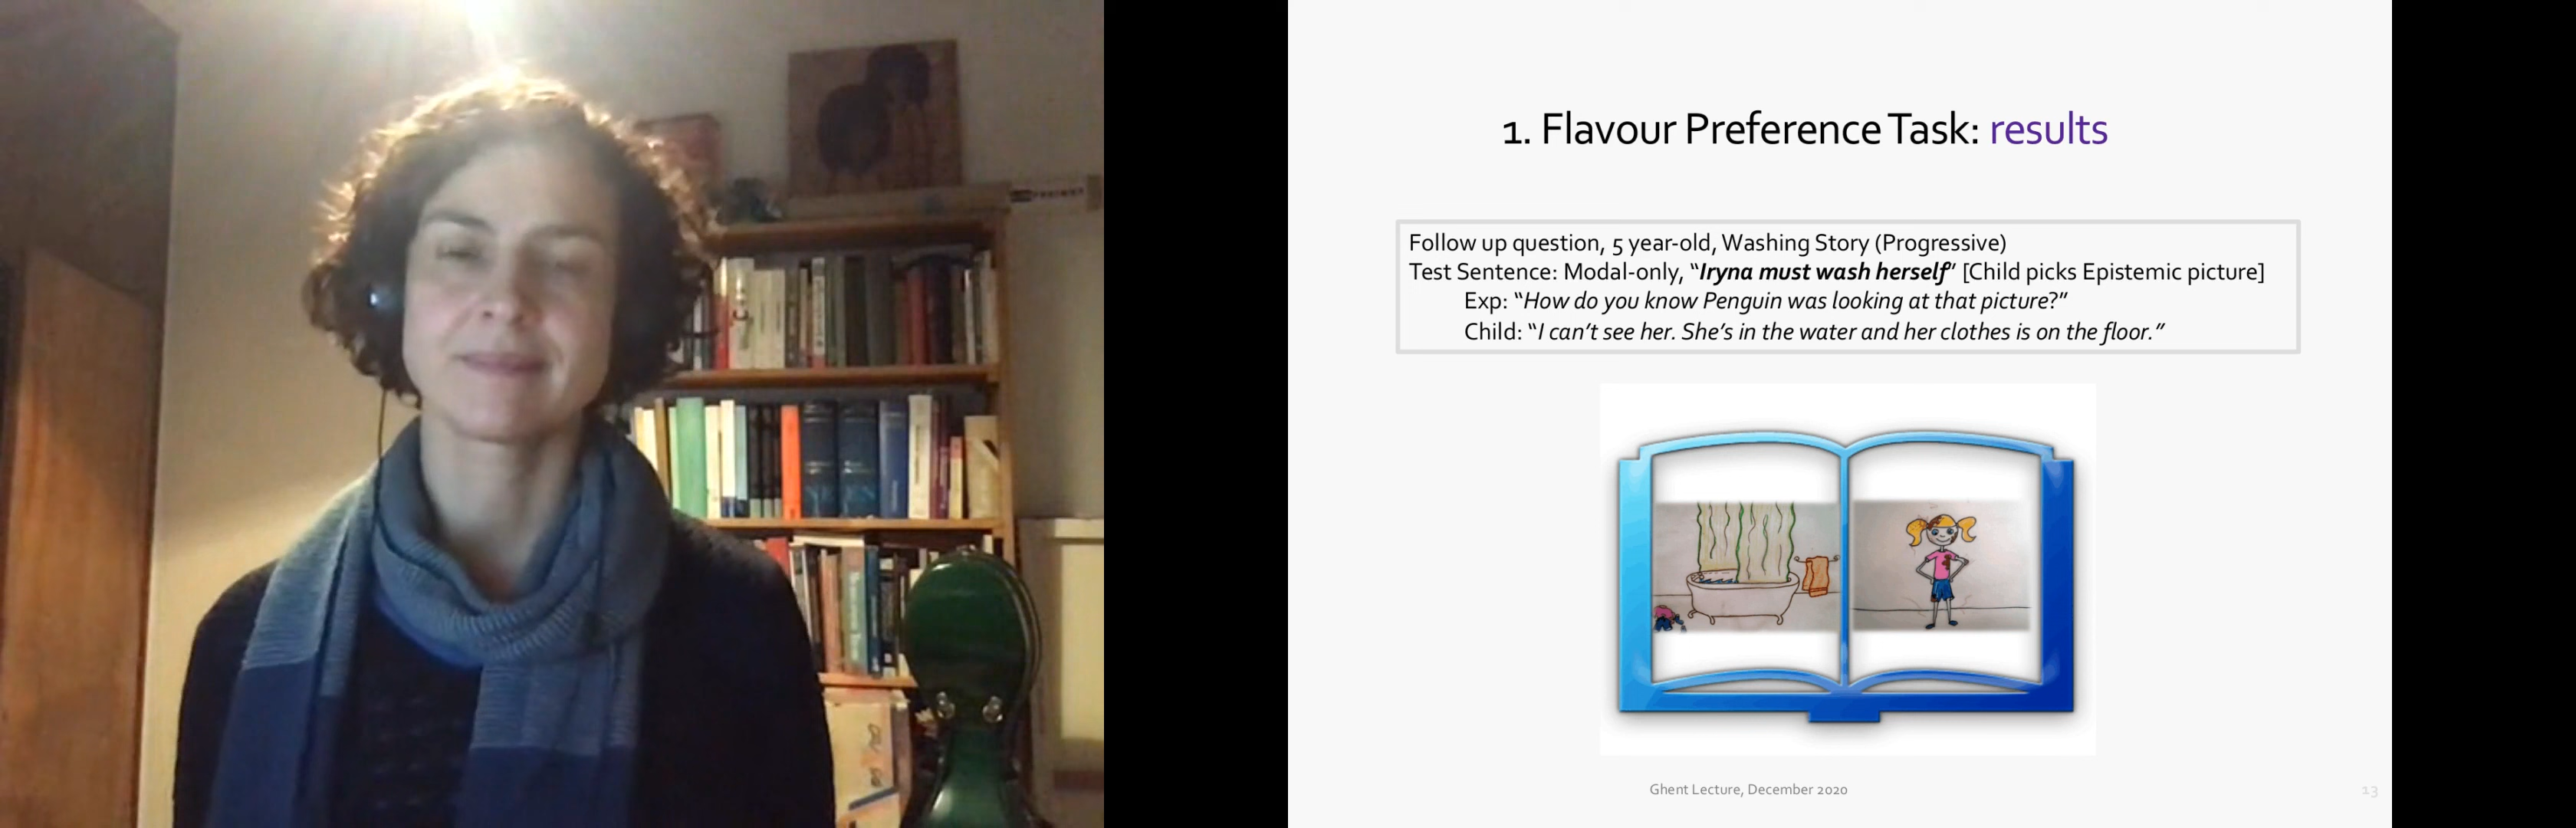 1. Flavour Preference Task: results
Follow up question, 5 year-old, Washing Story (Progressive)
Test Sentence: Modal-only, “Iryna must wash herself” [Child picks Epistemic picture]
Exp: “How do you know Penguin was looking at that picture?”
Child: “I can’t see her. She’s in the water and her clothes is on the floor.”
Ghent Lecture, December 2020
13